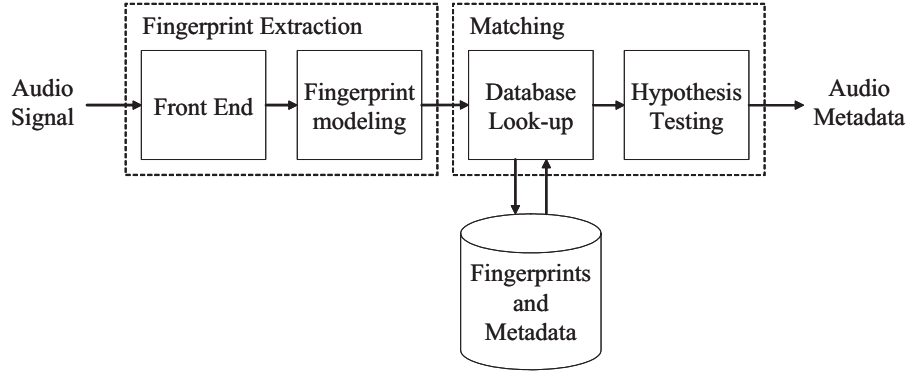 Fingerprint Extraction
Matching
Audio
Signal
Front End
Fingerprint
modeling
Database
Look-up
Hypothesis
Testing
Audio
Metadata
Fingerprints
and
Metadata